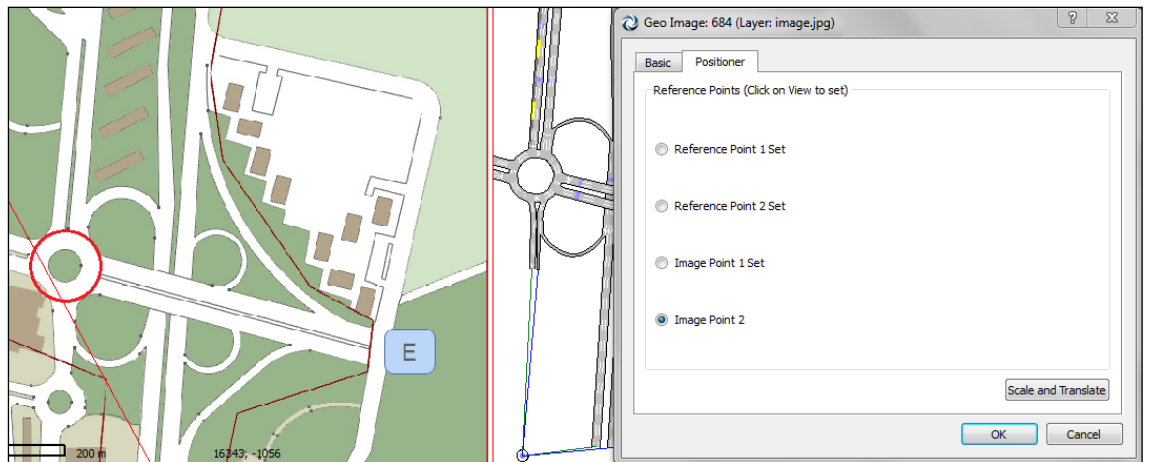 Geo Image: 684 (Layer: image.jpg)
Basic
Positioner
Reference Points (Click on View to set)
Reference Point 1 Set
Reference Point 2 Set
Image Point 1 Set
Image Point 2
Scale and Translate
OK
Cancel
E
200 m
16343; -1056